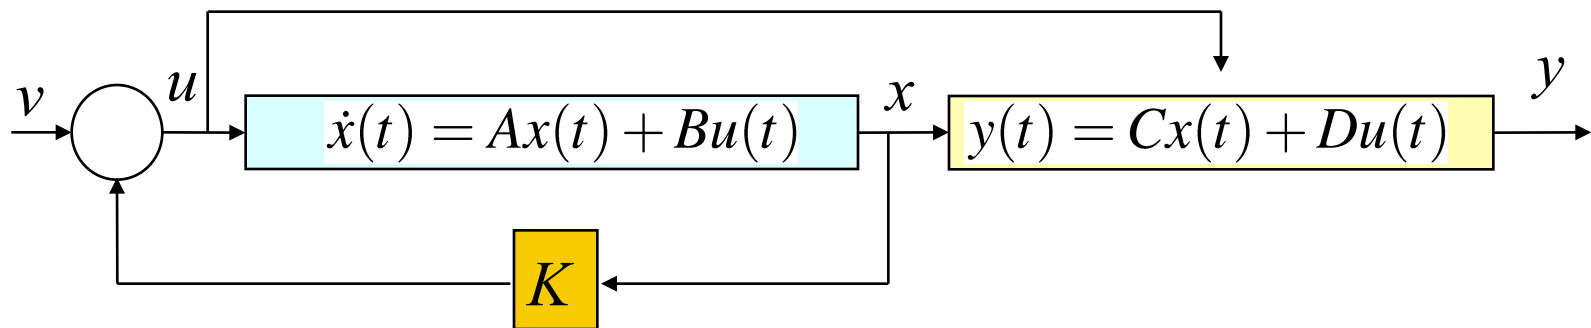 v
u
ẋ(t) = Ax(t) + Bu(t)
x
y(t) = Cx(t) + Du(t)
y
K